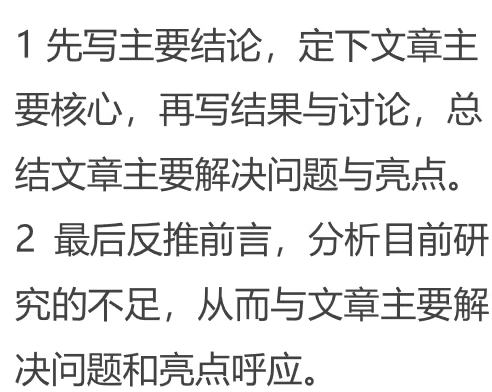 1 先写主要结论，定下文章主
要核心，再写结果与讨论，总
结文章主要解决问题与亮点。
2 最后反推前言，分析目前研
究的不足，从而与文章主要解
决问题和亮点呼应。